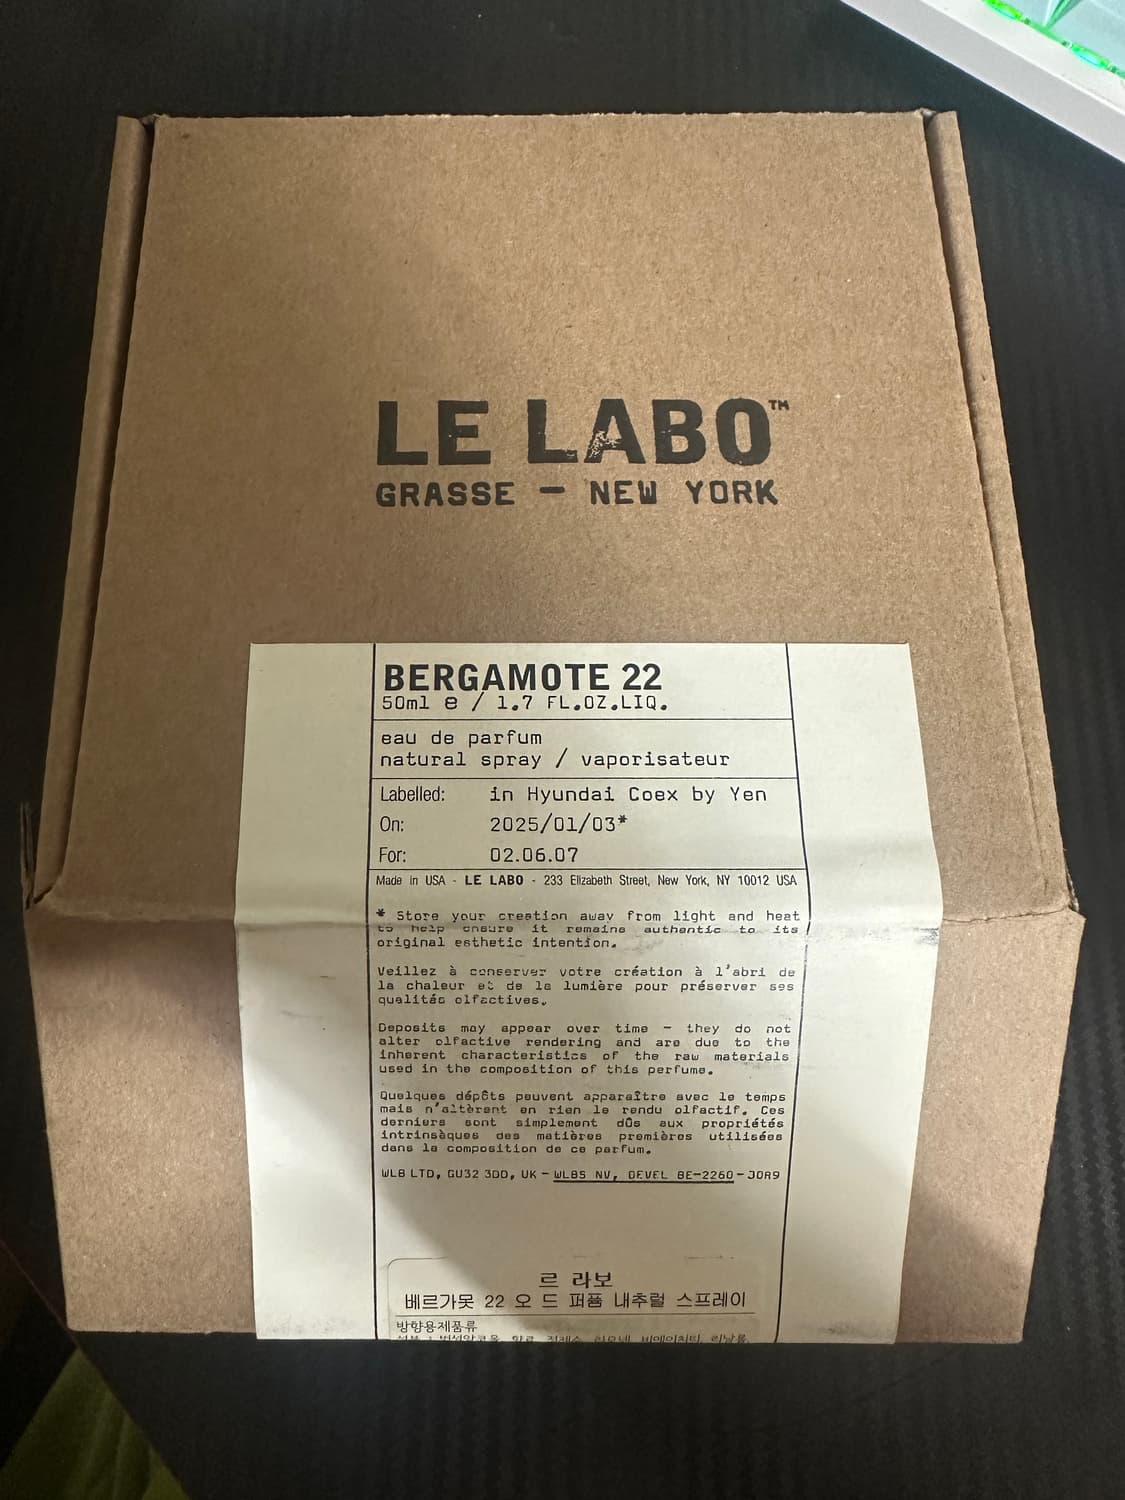 LE LABO™
GRASSE — NEW YORK
BERGAMOTE 22
50ml e / 1.7 FL.OZ.LIQ.
eau de parfum
natural spray / vaporisateur
Labelled: in Hyundai Coex by Yen
On: 2025/01/03*
For: 02.06.07
Made in USA - LE LABO - 233 Elizabeth Street, New York, NY 10012 USA
* Store your creation away from light and heat
to help ensure it remains authentic to its
original esthetic intention.
Veillez à conserver votre création à l'abri de
la chaleur et de la lumière pour préserver ses
qualités olfactives.
Deposits may appear over time - they do not
alter olfactive rendering and are due to the
inherent characteristics of the raw materials
used in the composition of this perfume.
Quelques dépôts peuvent apparaître avec le temps
mais n'altèrent en rien le rendu olfactif. Ces
derniers sont simplement dûs aux propriétés
intrinsèques des matières premières utilisées
dans la composition de ce parfum.
WLB LTD, GU32 3DD, UK - WLBS NV, OEVEL BE-2260 - J0R9
르 라보
베르가못 22 오 드 퍼퓸 내추럴 스프레이
방향용제품류